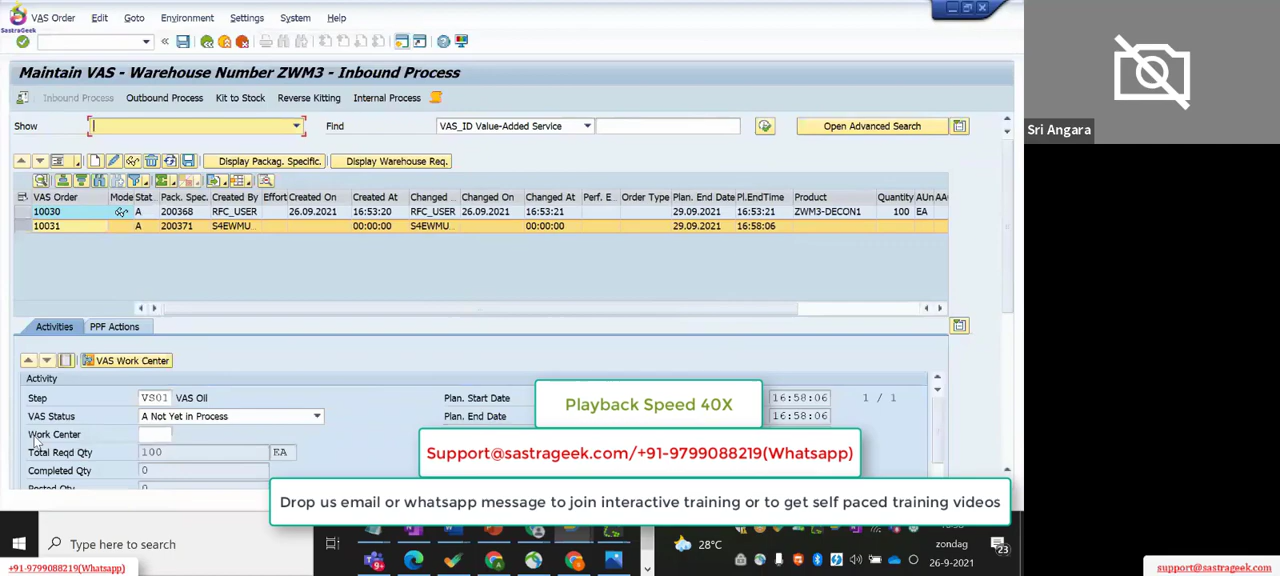 VAS Order Edit Goto Environment Settings System Help
SastraGeek
Maintain VAS - Warehouse Number ZWM3 - Inbound Process
Inbound Process Outbound Process Kit to Stock Reverse Kitting Internal Process
Show Find VAS_ID Value-Added Service Open Advanced Search
Sri Angara
Display Packag. Specific. Display Warehouse Req.
VAS Order Mode Stat.. Pack. Spec. Created By Effort Created On Created At Changed .. Changed On Changed At Perf. E... Order Type Plan. End Date Pl.EndTime Product Quantity AUn AA
10030 A 200368 RFC_USER 26.09.2021 16:53:20 RFC_USER 26.09.2021 16:53:21 29.09.2021 16:53:21 ZWM3-DECON1 100 EA
10031 A 200371 S4EWMU... 00:00:00 S4EWMU... 00:00:00 29.09.2021 16:58:06
Activities PPF Actions
VAS Work Center
Activity
Step VS01 VAS Oil Plan. Start Date 16:58:06 1 / 1
VAS Status A Not Yet in Process Plan. End Date 16:58:06
Work Center
Total Reqd Qty 100 EA
Completed Qty 0
Posted Qty 0
Playback Speed 40X
Support@sastrageek.com/+91-9799088219(Whatsapp)
Drop us email or whatsapp message to join interactive training or to get self paced training videos
Type here to search
28°C
zondag
26-9-2021
23
+91-9799088219(Whatsapp)
support@sastrageek.com